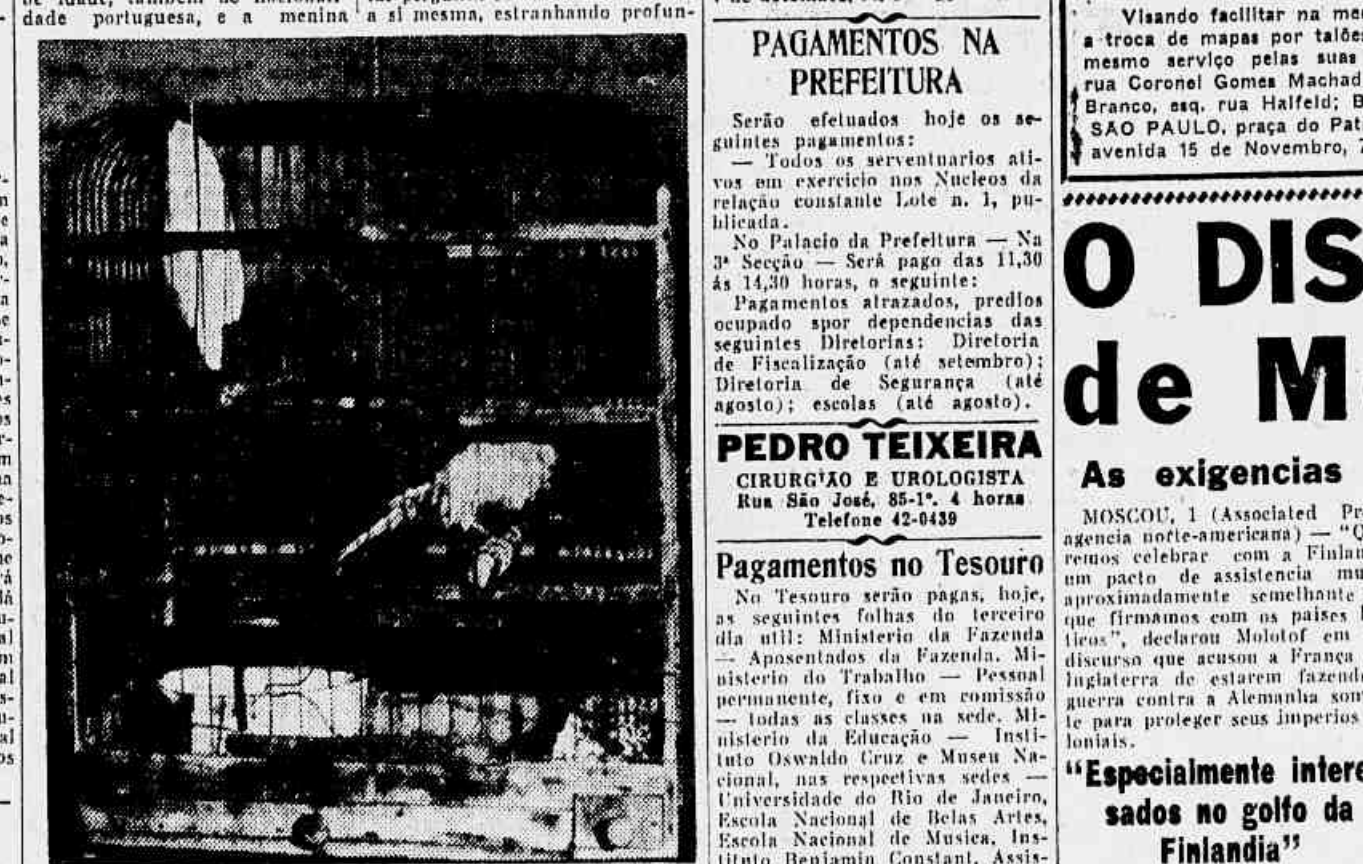 dade portuguesa, e a menina
a si mesma, estranhando profun-
PAGAMENTOS NA
PREFEITURA
Serão efetuados hoje os se-
guintes pagamentos:
— Todos os serventuarios ati-
vos em exercicio nos Nucleos da
relação constante Lote n. 1, pu-
blicada.
No Palacio da Prefeitura — Na
3ª Secção — Será pago das 11,30
ás 14,30 horas, o seguinte:
Pagamentos atrazados, predios
ocupado spor dependencias das
seguintes Diretorias: Diretoria
de Fiscalização (até setembro);
Diretoria de Segurança (até
agosto); escolas (até agosto).
PEDRO TEIXEIRA
CIRURGIÃO E UROLOGISTA
Rua São José, 85-1º. 4 horas
Telefone 42-0439
Pagamentos no Tesouro
No Tesouro serão pagas, hoje,
as seguintes folhas do terceiro
dia util: Ministerio da Fazenda
— Aposentados da Fazenda. Mi-
nisterio do Trabalho — Pessoal
permanente, fixo e em comissão
— todas as classes na sede. Mi-
nisterio da Educação — Insti-
tuto Oswaldo Cruz e Museu Na-
cional, nas respectivas sedes —
Universidade do Rio de Janeiro,
Escola Nacional de Belas Artes,
Escola Nacional de Musica, Ins-
tituto Benjamin Constant, Assis-
Visando facilitar na me
a troca de mapas por talões
mesmo serviço pelas suas
rua Coronel Gomes Machad
Branco, esq. rua Halfeld; B
SAO PAULO, praça do Pat
avenida 15 de Novembro, 7
O DIS
de M
As exigencias
MOSCOU, 1 (Associated Pr
agencia norte-americana) — "Q
remos celebrar com a Finlan
um pacto de assistencia mu
aproximadamente semelhante
que firmamos com os paises
ticos", declarou Molotof em
discurso que acusou a França
Inglaterra de estarem fazend
guerra contra a Alemanha som
te para proteger seus imperios
loniais.
"Especialmente intere
sados no golfo da
Finlandia"